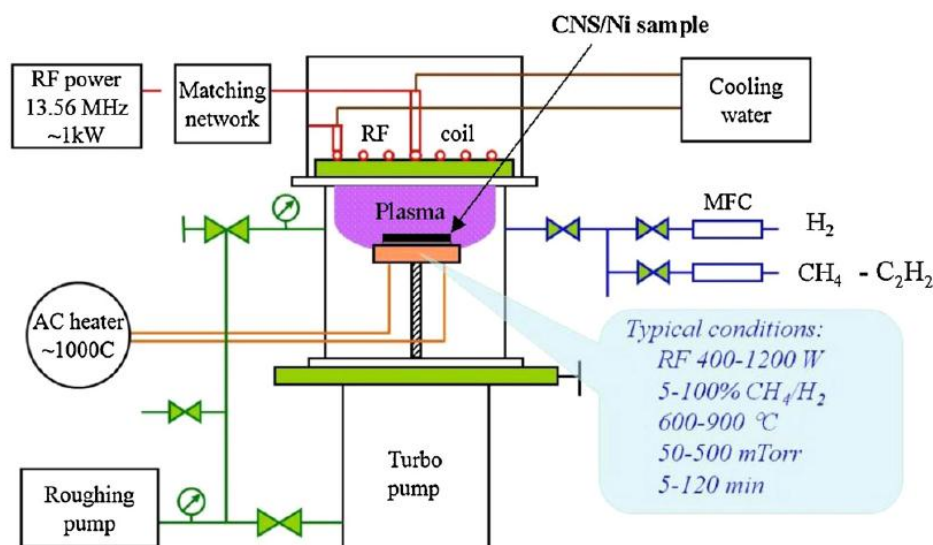 CNS/Ni sample
RF power
13.56 MHz
~1kW
Matching
network
Cooling
water
RF coil
Plasma
MFC
H₂
CH₄ - C₂H₂
AC heater
~1000C
Typical conditions:
RF 400-1200 W
5-100% CH₄/H₂
600-900 °C
50-500 mTorr
5-120 min
Turbo
pump
Roughing
pump